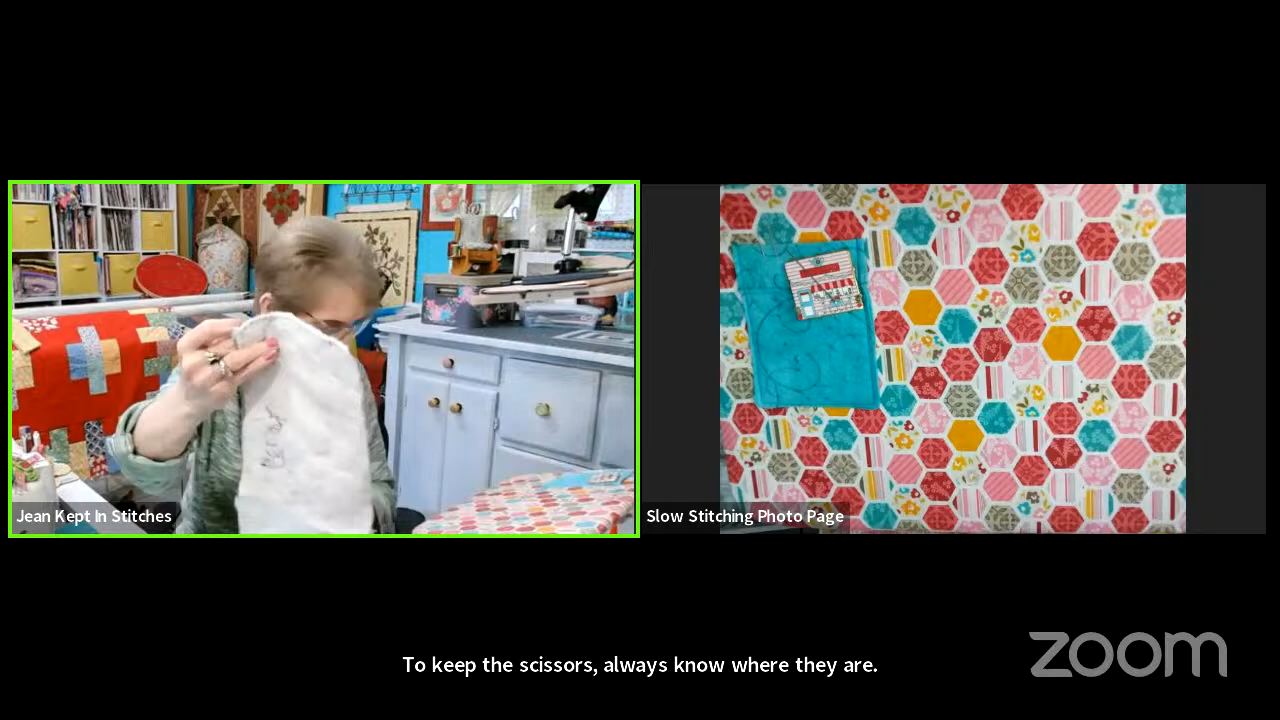 Jean Kept In Stitches
Slow Stitching Photo Page
To keep the scissors, always know where they are.
zoom